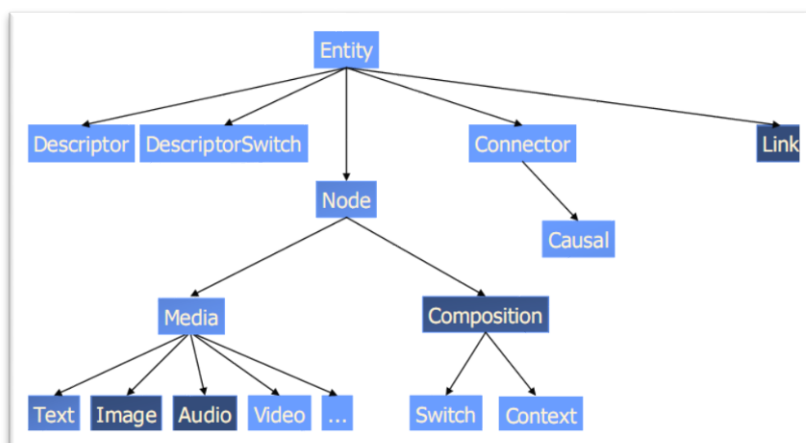 Entity
Descriptor DescriptorSwitch Connector Link
Node
Causal
Media Composition
Text Image Audio Video ... Switch Context